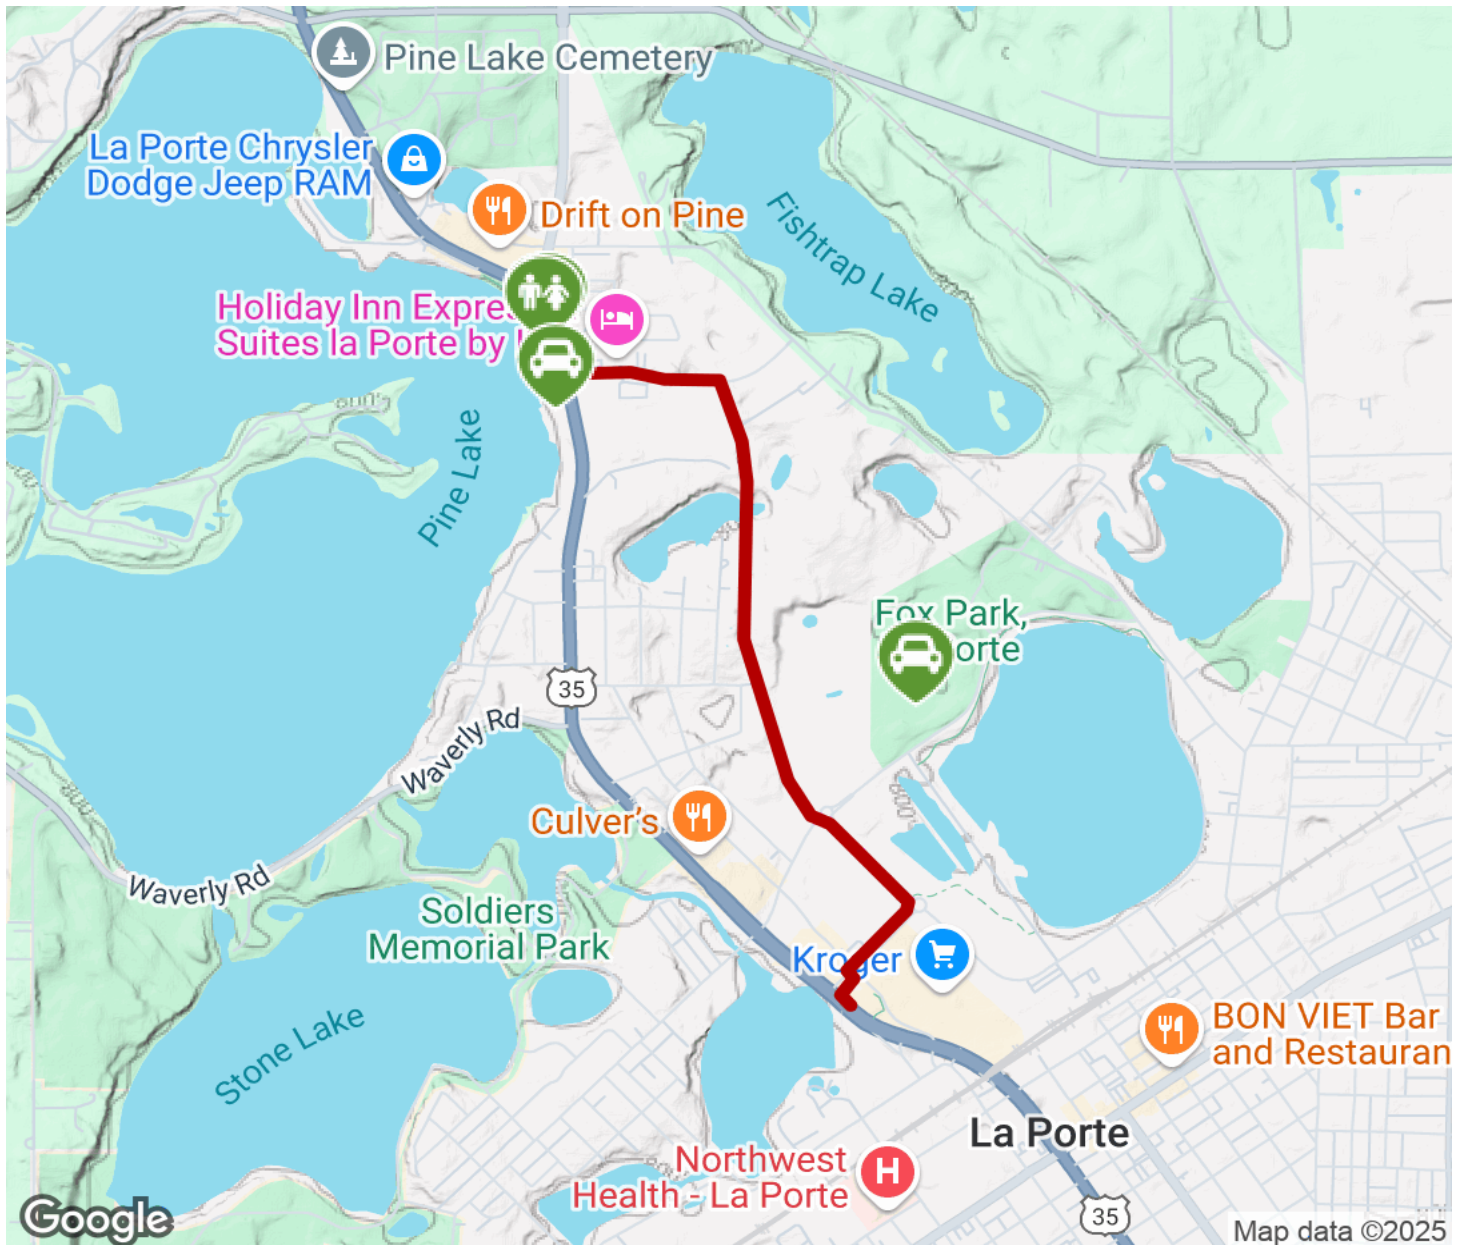 Pine Lake Cemetery
La Porte Chrysler
Dodge Jeep RAM
Drift on Pine
Fishtrap Lake
Holiday Inn Expre
Suites la Porte by
Pine Lake
Fox Park,
orte
35
Waverly Rd
Culver's
Waverly Rd
Soldiers
Memorial Park
Kroger
Stone Lake
BON VIET Bar
and Restauran
La Porte
Northwest
Health - La Porte
H
35
Google
Map data ©2025